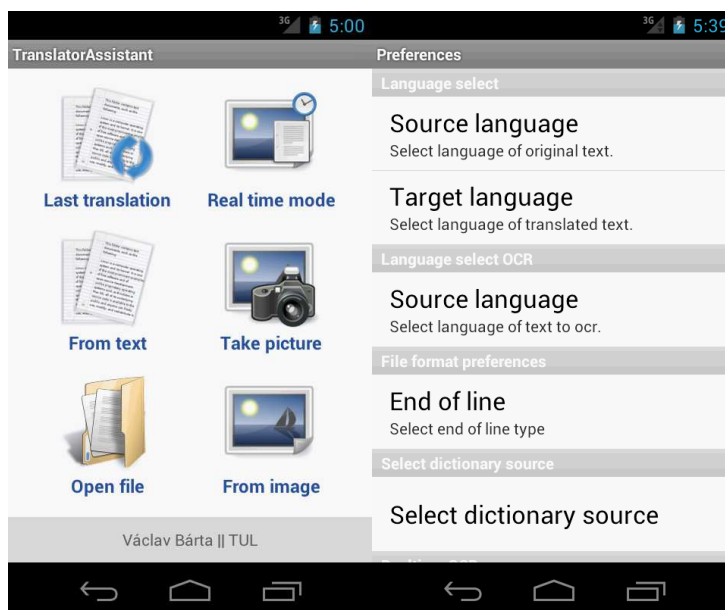 3G 5:00
TranslatorAssistant
Last translation
Real time mode
From text
Take picture
Open file
From image
Václav Bárta || TUL
3G 5:39
Preferences
Language select
Source language
Select language of original text.
Target language
Select language of translated text.
Language select OCR
Source language
Select language of text to ocr.
File format preferences
End of line
Select end of line type
Select dictionary source
Select dictionary source